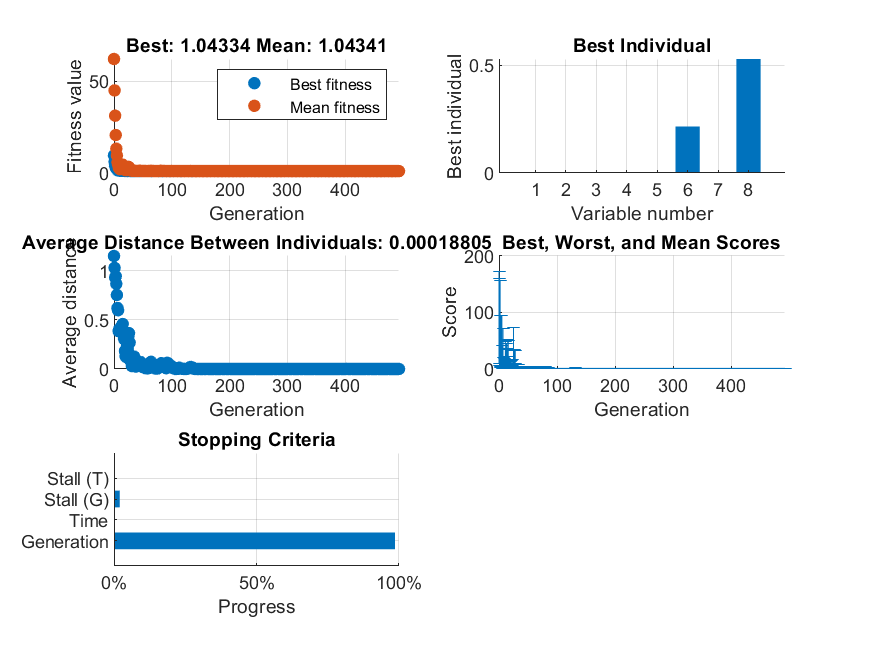 Best: 1.04334 Mean: 1.04341
Fitness value
50
0
Best fitness
Mean fitness
0 100 200 300 400
Generation
Best Individual
Best individual
0.5
0
1 2 3 4 5 6 7 8
Variable number
Average Distance Between Individuals: 0.00018805
Average distance
1
0.5
0
0 100 200 300 400
Generation
Best, Worst, and Mean Scores
Score
200
100
0
0 100 200 300 400
Generation
Stopping Criteria
Stall (T)
Stall (G)
Time
Generation
0% 50% 100%
Progress